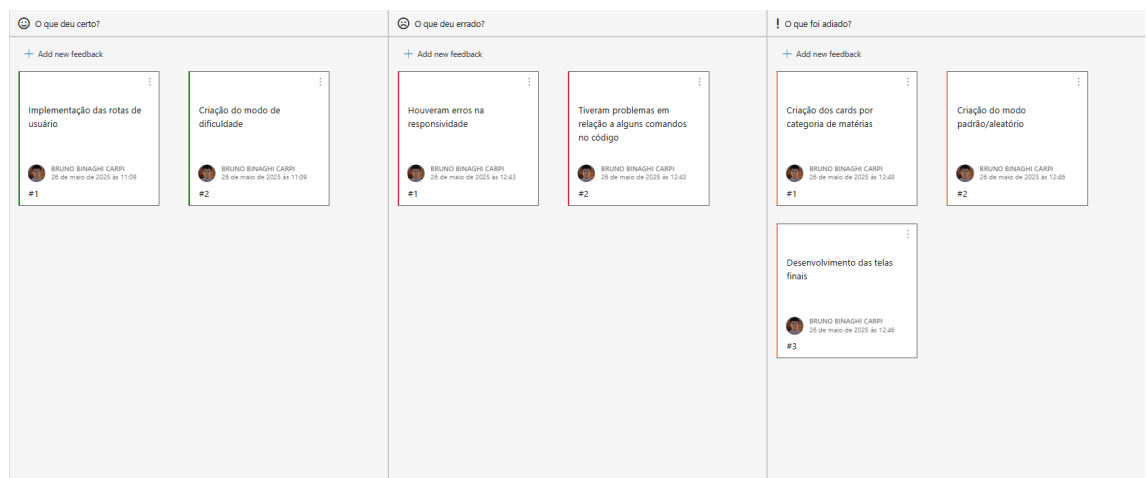 O que deu certo?
Add new feedback
Implementação das rotas de
usuário
BRUNO BINAGHI CARPI
26 de maio de 2025 às 11:09
#1
Criação do modo de
dificuldade
BRUNO BINAGHI CARPI
26 de maio de 2025 às 11:09
#2
O que deu errado?
Add new feedback
Houveram erros na
responsividade
BRUNO BINAGHI CARPI
26 de maio de 2025 às 12:43
#1
Tiveram problemas em
relação a alguns comandos
no código
BRUNO BINAGHI CARPI
26 de maio de 2025 às 12:43
#2
! O que foi adiado?
Add new feedback
Criação dos cards por
categoria de matérias
BRUNO BINAGHI CARPI
26 de maio de 2025 às 12:48
#1
Criação do modo
padrão/aleatório
BRUNO BINAGHI CARPI
26 de maio de 2025 às 12:46
#2
Desenvolvimento das telas
finais
BRUNO BINAGHI CARPI
26 de maio de 2025 às 12:46
#3